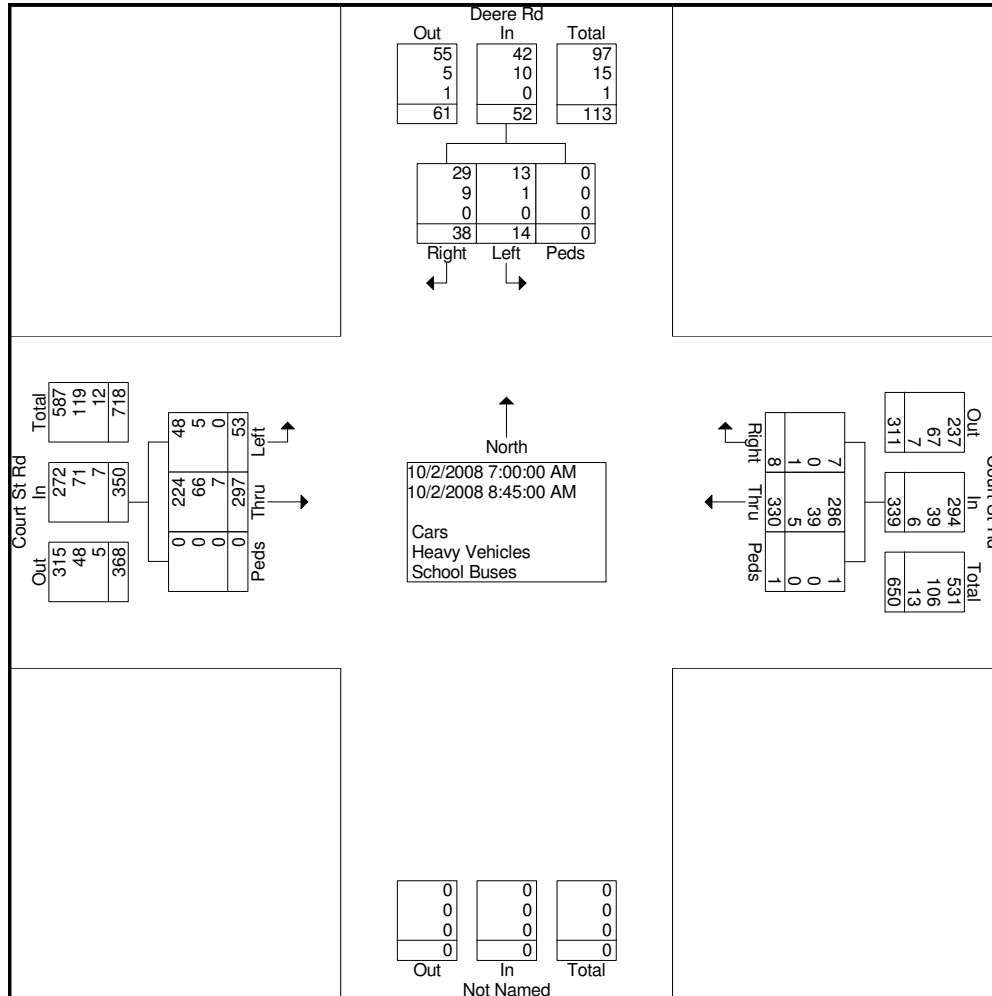 Deere Rd
Out In Total
55 42 97
5 10 15
1 0 1
61 52 113
29 13 0
9 1 0
0 0 0
38 14 0
Right Left Peds
Court St Rd
Total In Out
587 272 315
119 71 48
12 7 5
718 350 368
Left Thru Peds
48 224 0
5 66 0
0 7 0
53 297 0
North
10/2/2008 7:00:00 AM
10/2/2008 8:45:00 AM
Cars
Heavy Vehicles
School Buses
Right Thru Peds
7 286 1
0 39 0
1 5 0
8 330 1
Court St Rd
Out In Total
237 294 531
67 39 106
7 6 13
311 339 650
0 0 0
0 0 0
0 0 0
0 0 0
Out In Total
Not Named